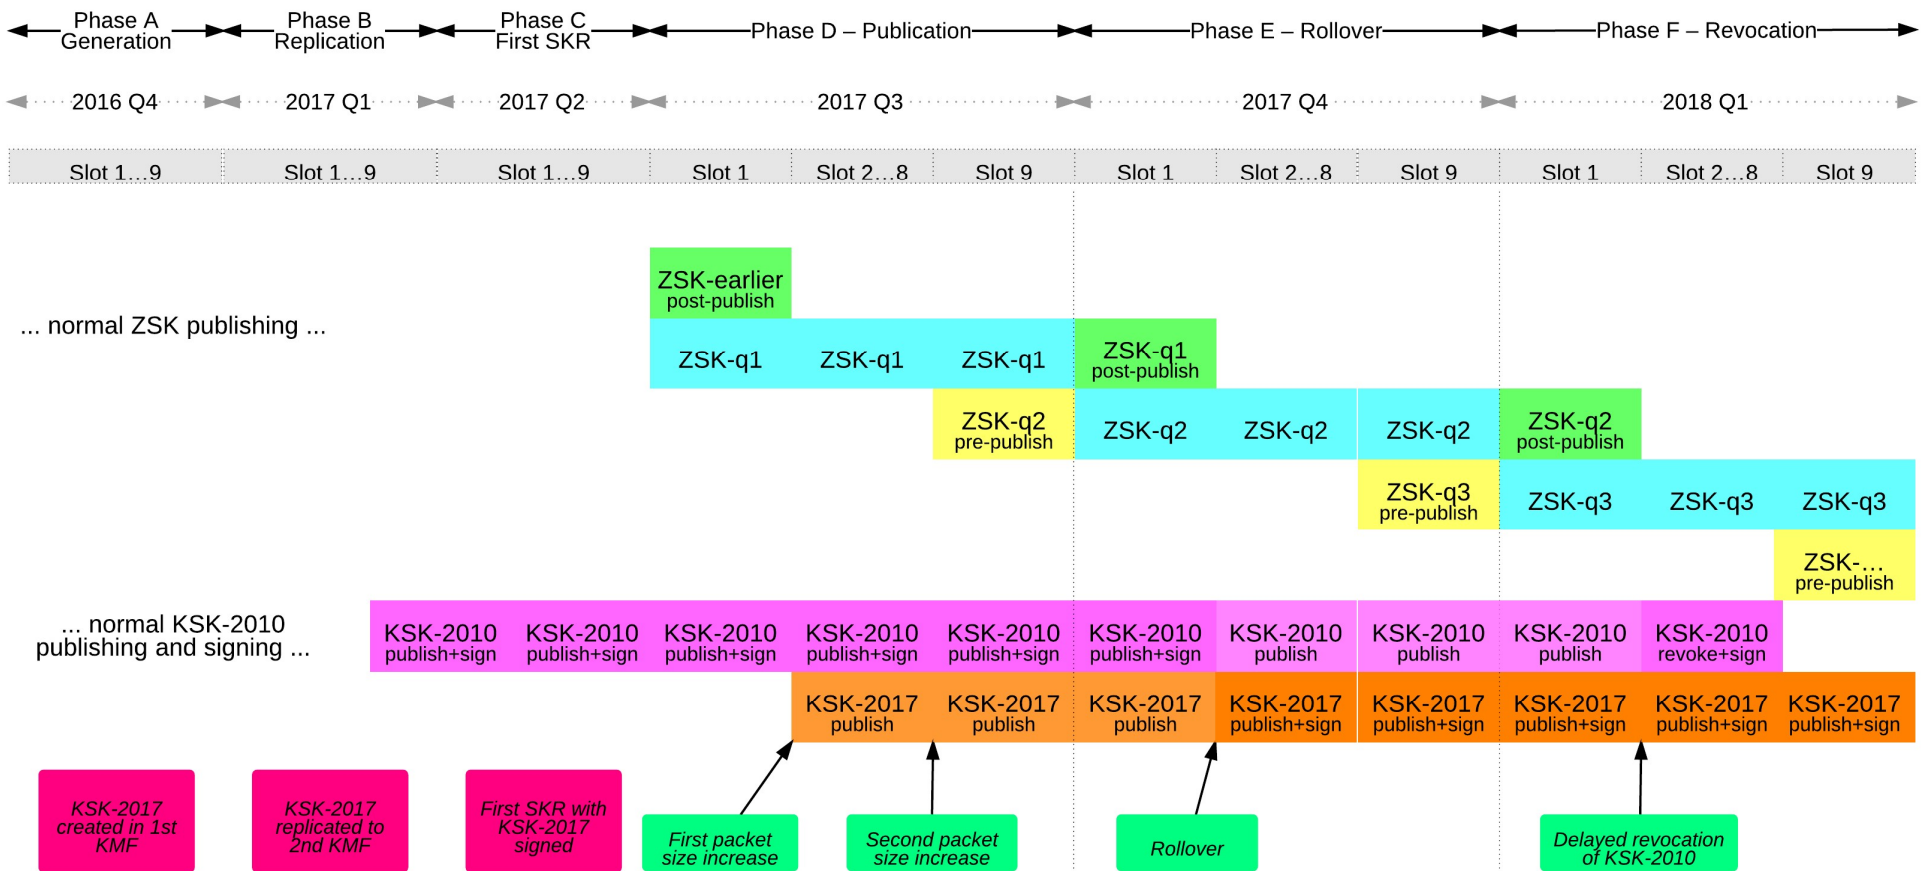 Phase A
Generation
Phase B
Replication
Phase C
First SKR
Phase D – Publication
Phase E – Rollover
Phase F – Revocation
2016 Q4
2017 Q1
2017 Q2
2017 Q3
2017 Q4
2018 Q1
Slot 1...9
Slot 1...9
Slot 1...9
Slot 1
Slot 2...8
Slot 9
Slot 1
Slot 2...8
Slot 9
Slot 1
Slot 2...8
Slot 9
ZSK-earlier
post-publish
... normal ZSK publishing ...
ZSK-q1
ZSK-q1
ZSK-q1
ZSK-q1
post-publish
ZSK-q2
pre-publish
ZSK-q2
ZSK-q2
ZSK-q2
ZSK-q2
post-publish
ZSK-q3
pre-publish
ZSK-q3
ZSK-q3
ZSK-q3
ZSK-...
pre-publish
... normal KSK-2010
publishing and signing ...
KSK-2010
publish+sign
KSK-2010
publish+sign
KSK-2010
publish+sign
KSK-2010
publish+sign
KSK-2010
publish+sign
KSK-2010
publish+sign
KSK-2010
publish
KSK-2010
publish
KSK-2010
publish
KSK-2010
revoke+sign
KSK-2017
publish
KSK-2017
publish
KSK-2017
publish
KSK-2017
publish+sign
KSK-2017
publish+sign
KSK-2017
publish+sign
KSK-2017
publish+sign
KSK-2017
publish+sign
KSK-2017
created in 1st
KMF
KSK-2017
replicated to
2nd KMF
First SKR with
KSK-2017
signed
First packet
size increase
Second packet
size increase
Rollover
Delayed revocation
of KSK-2010